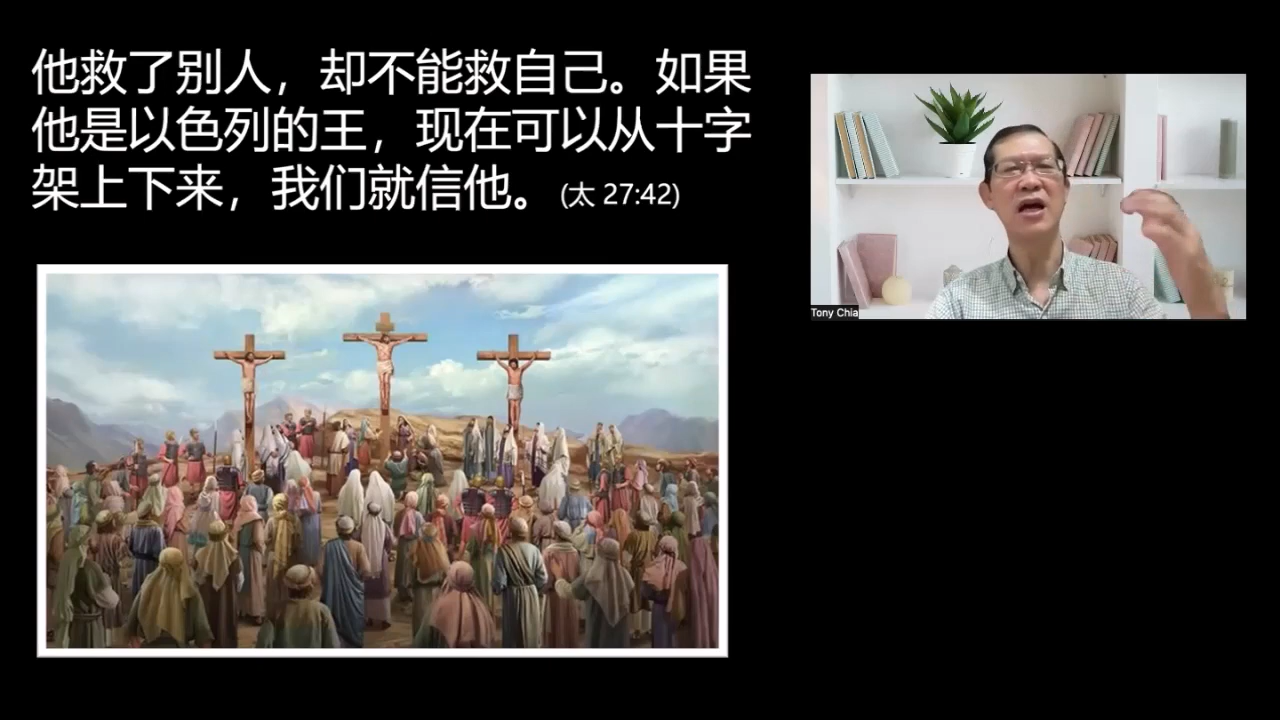 他救了别人，却不能救自己。如果
他是以色列的王，现在可以从十字
架上下来，我们就信他。(太 27:42)
Tony Chia